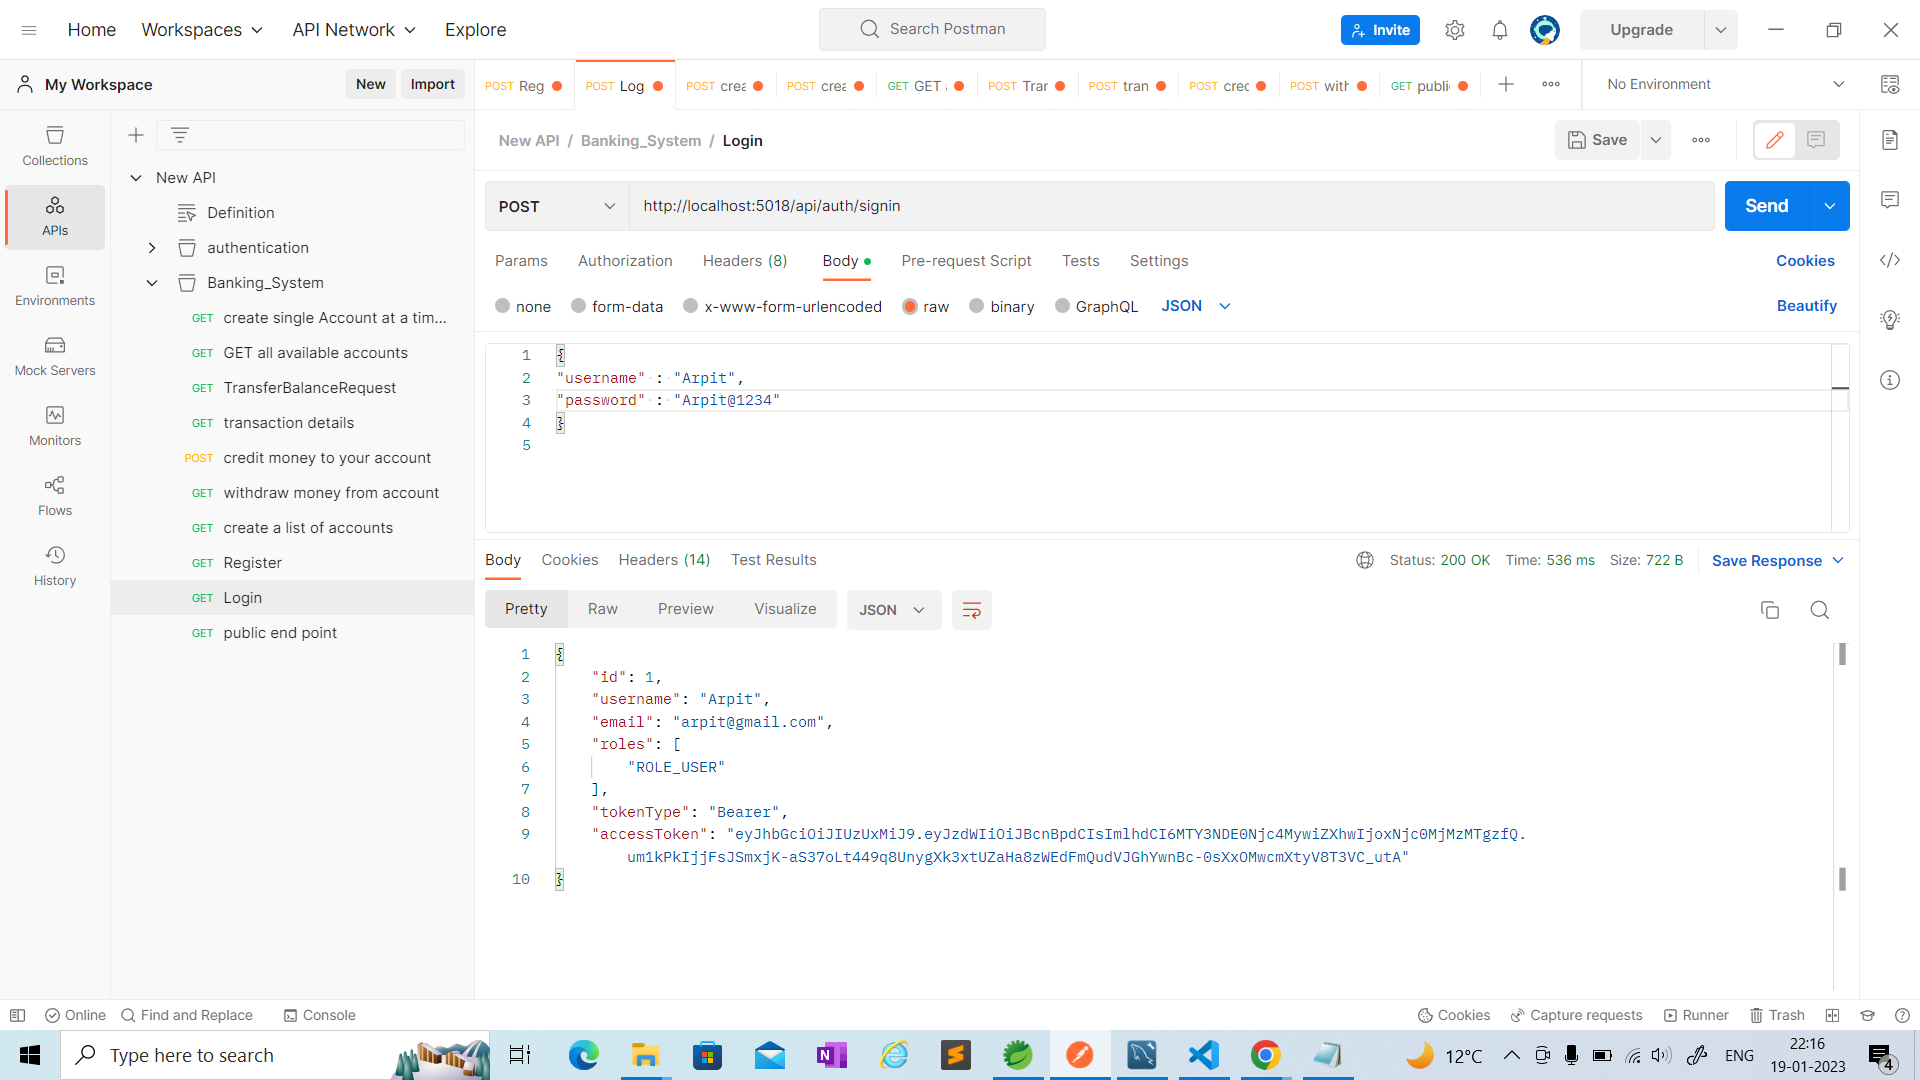 Home Workspaces API Network Explore Search Postman Invite Upgrade
My Workspace New Import POST Reg POST Log POST crea POST crea GET GET a POST Trar POST tran POST crec POST with GET publi No Environment
New API / Banking_System / Login Save
Collections
APIs
Environments
Mock Servers
Monitors
Flows
History
New API
Definition
authentication
Banking_System
GET create single Account at a tim...
GET GET all available accounts
GET TransferBalanceRequest
GET transaction details
POST credit money to your account
GET withdraw money from account
GET create a list of accounts
GET Register
GET Login
GET public end point
POST http://localhost:5018/api/auth/signin Send
Params Authorization Headers (8) Body Pre-request Script Tests Settings Cookies
none form-data x-www-form-urlencoded raw binary GraphQL JSON Beautify
1 {
2 "username" : "Arpit",
3 "password" : "Arpit@1234"
4 }
5
Body Cookies Headers (14) Test Results Status: 200 OK Time: 536 ms Size: 722 B Save Response
Pretty Raw Preview Visualize JSON
1 {
2 "id": 1,
3 "username": "Arpit",
4 "email": "arpit@gmail.com",
5 "roles": [
6 "ROLE_USER"
7 ],
8 "tokenType": "Bearer",
9 "accessToken": "eyJhbGciOiJIUzUxMiJ9.eyJzdWIiOiJBcnBpdCIsImlhdCI6MTY3NDE0Njc4MywiZXhwIjoxNjc0MjMzMTgzfQ.
um1kPkIjjFsJSmxjK-aS37oLt449q8UnygXk3xtUZaHa8zWEdFmQudVJGhYwnBc-0sXxOMwcmXtyV8T3VC_utA"
10 }
Online Find and Replace Console Cookies Capture requests Runner Trash
Type here to search 12°C ENG 22:16
19-01-2023 4